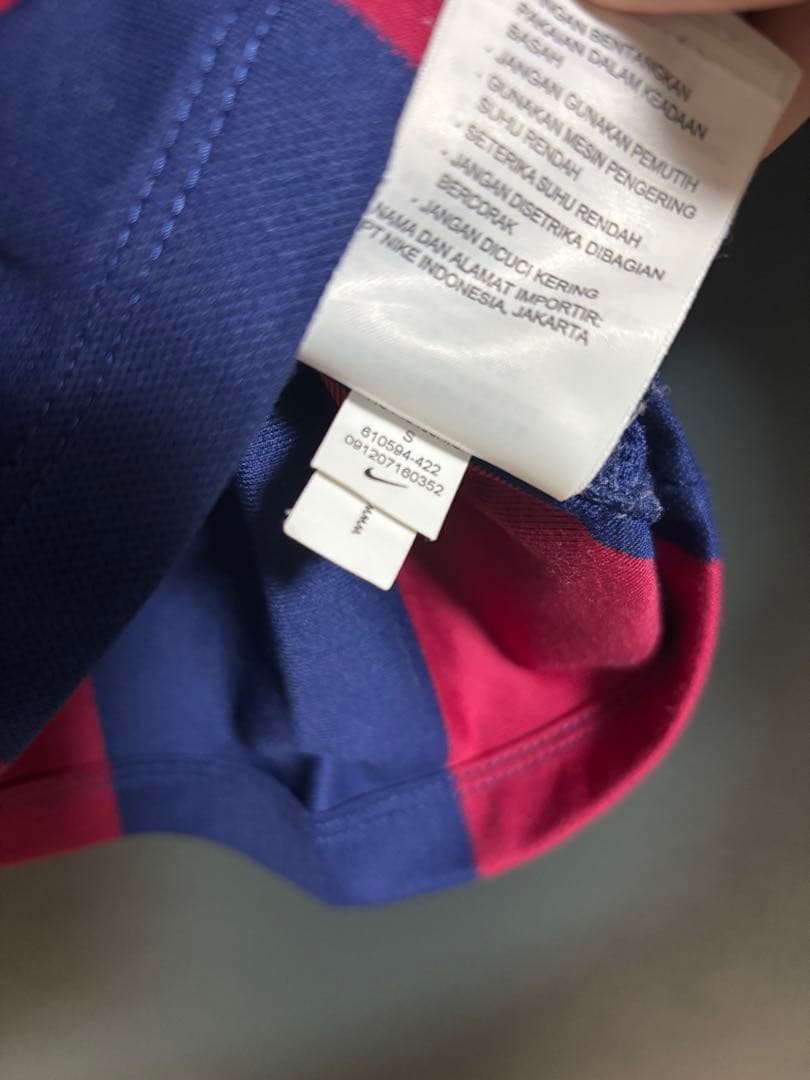 BENTANGKAN
PAKAIAN DALAM KEADAAN
BASAH
· JANGAN GUNAKAN PEMUTIH
· GUNAKAN MESIN PENGERING
SUHU RENDAH
· SETERIKA SUHU RENDAH
· JANGAN DISETRIKA DIBAGIAN
BERCORAK
· JANGAN DICUCI KERING
NAMA DAN ALAMAT IMPORTIR:
PT NIKE INDONESIA, JAKARTA
S
610594-422
091207160352
www